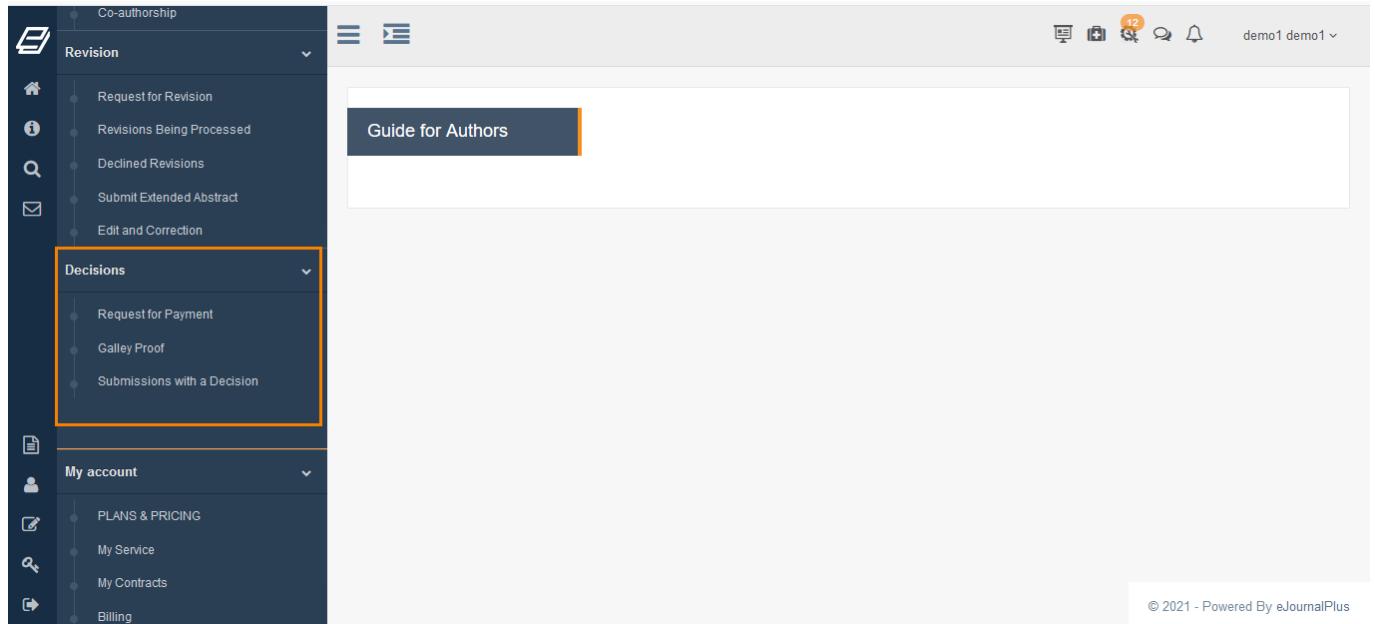 Co-authorship
Revision
Request for Revision
Revisions Being Processed
Declined Revisions
Submit Extended Abstract
Edit and Correction
Decisions
Request for Payment
Galley Proof
Submissions with a Decision
My account
PLANS & PRICING
My Service
My Contracts
Billing
12
demo1 demo1
Guide for Authors
© 2021 - Powered By eJournalPlus